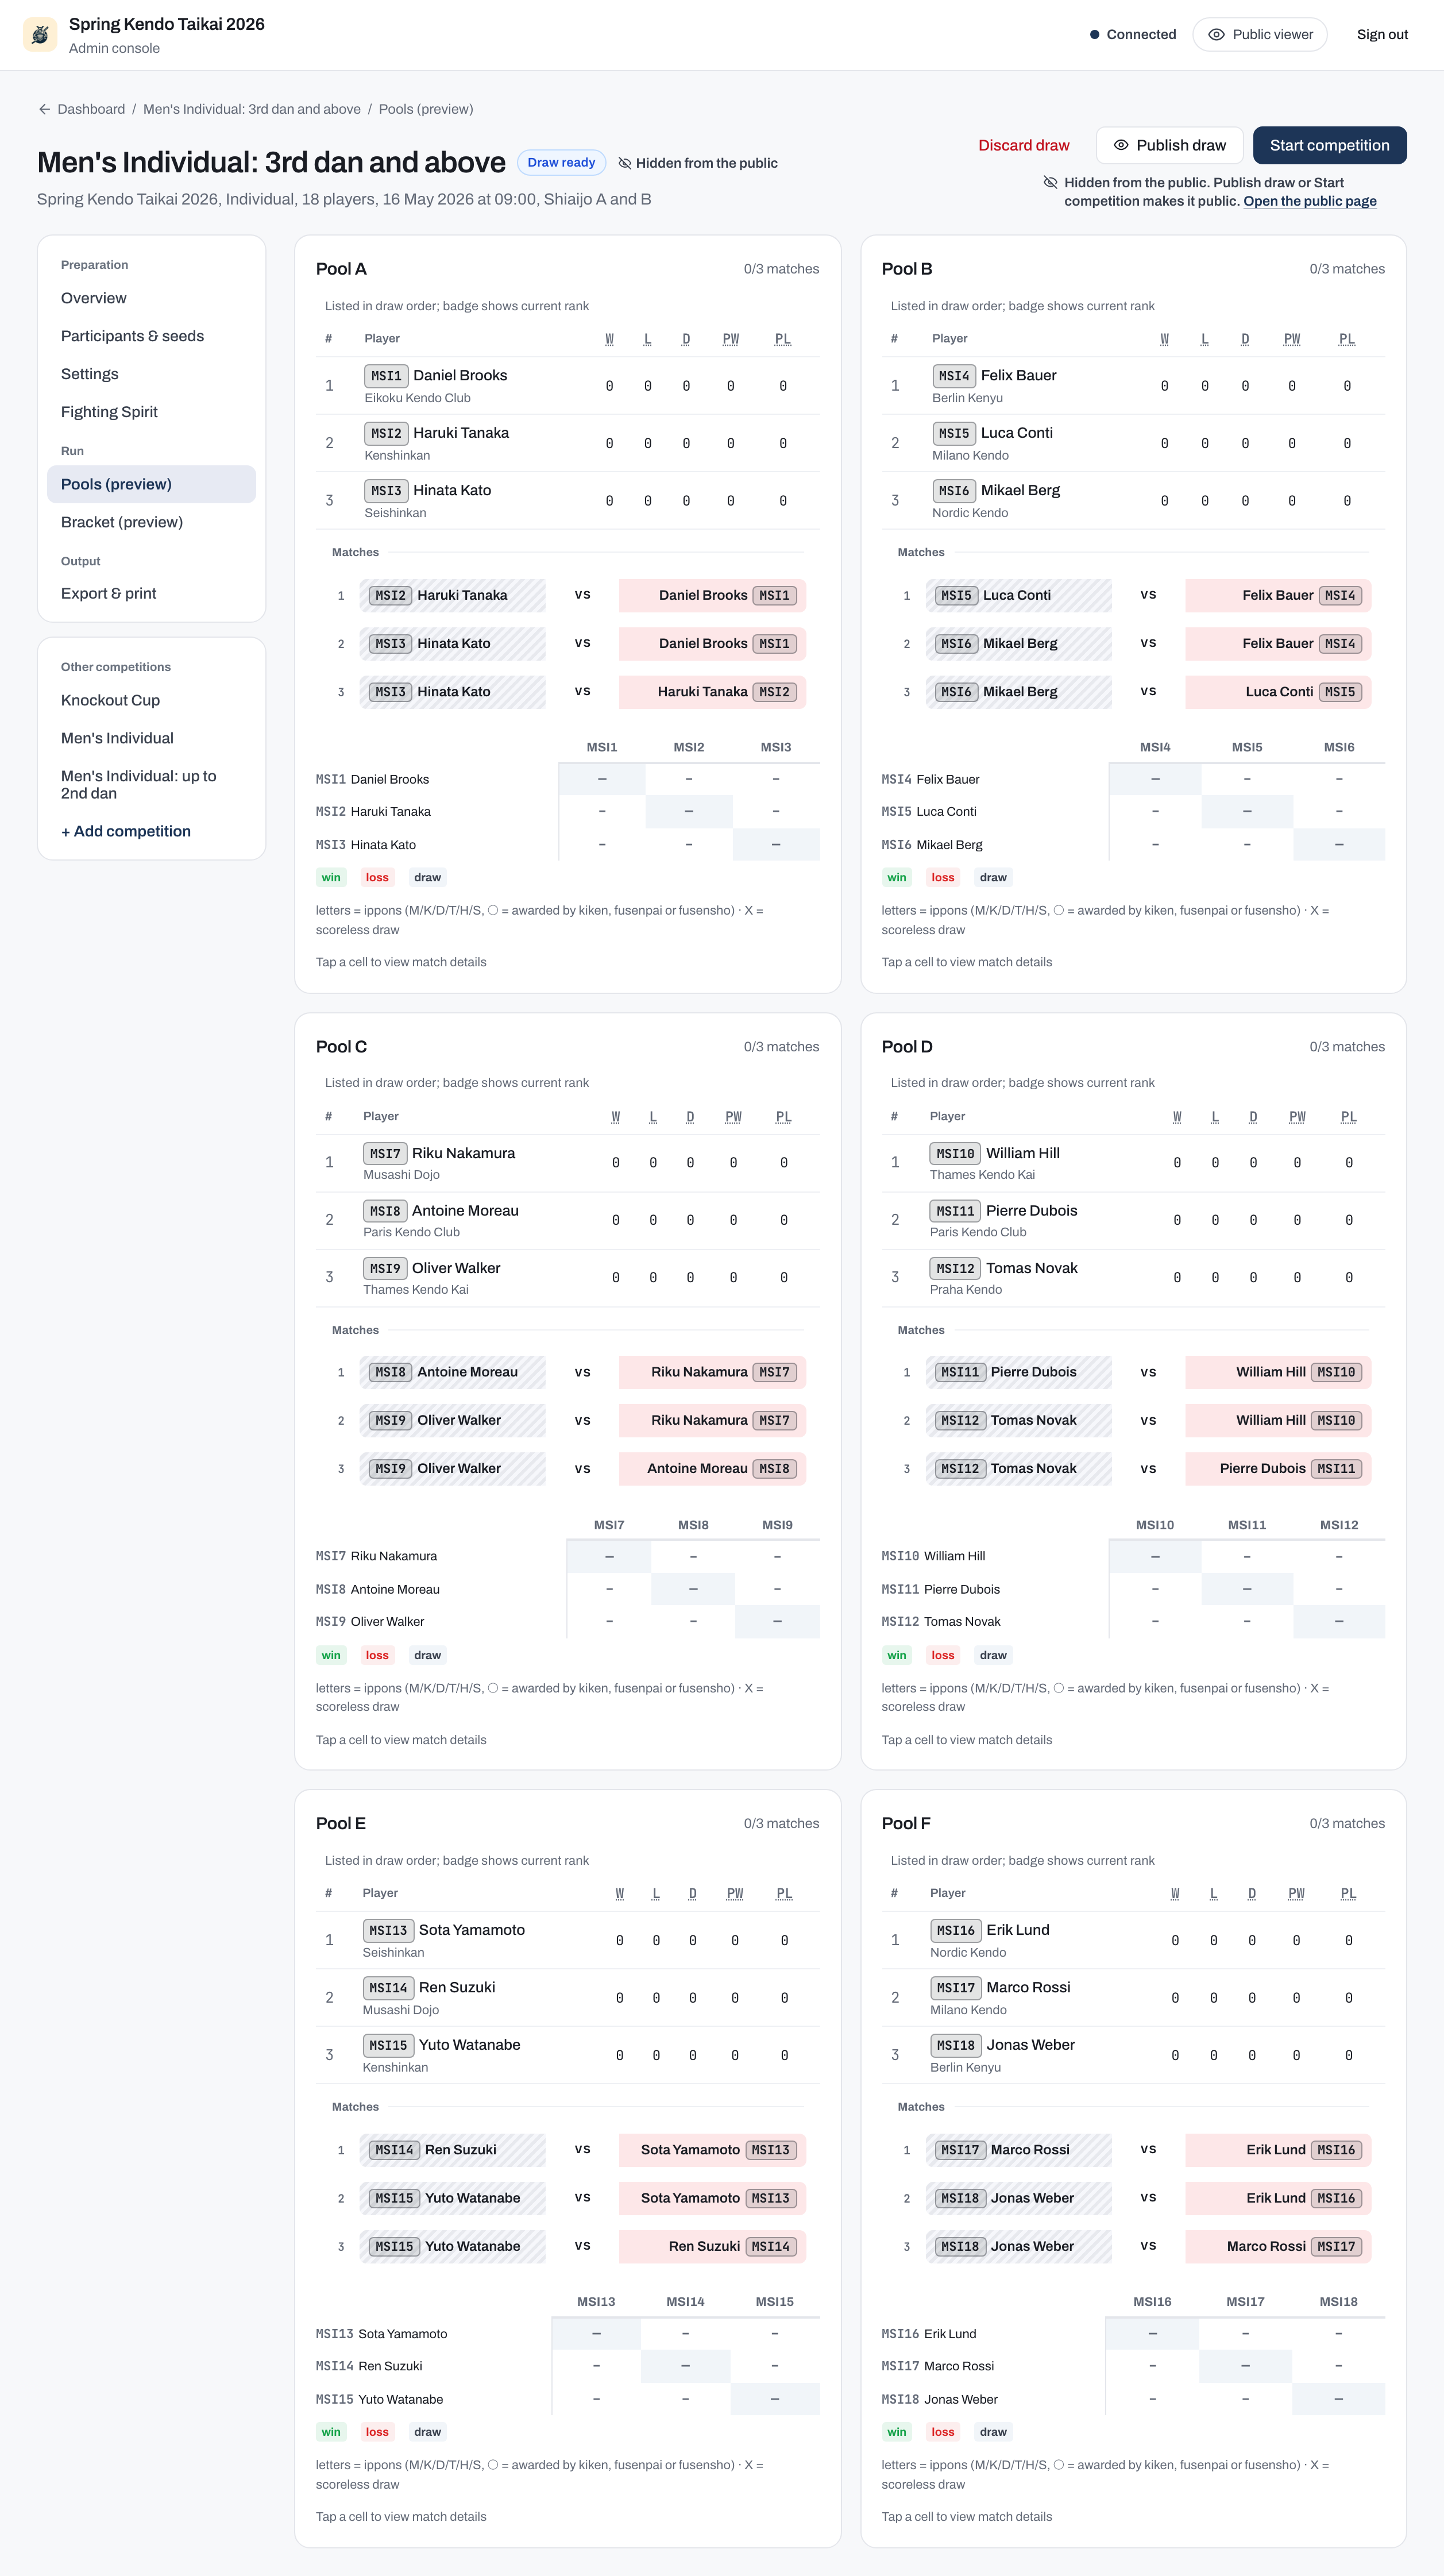 Spring Kendo Taikai 2026
Admin console
Connected
Public viewer
Sign out
Dashboard / Men's Individual: 3rd dan and above / Pools (preview)
Men's Individual: 3rd dan and above
Draw ready
Hidden from the public
Spring Kendo Taikai 2026, Individual, 18 players, 16 May 2026 at 09:00, Shiaijo A and B
Discard draw
Publish draw
Start competition
Hidden from the public. Publish draw or Start
competition makes it public. Open the public page
Preparation
Overview
Participants & seeds
Settings
Fighting Spirit
Run
Pools (preview)
Bracket (preview)
Output
Export & print
Other competitions
Knockout Cup
Men's Individual
Men's Individual: up to
2nd dan
+ Add competition
Pool A 0/3 matches
Listed in draw order; badge shows current rank
# Player W L D PW PL
1 MSI1 Daniel Brooks 0 0 0 0 0
Eikoku Kendo Club
2 MSI2 Haruki Tanaka 0 0 0 0 0
Kenshinkan
3 MSI3 Hinata Kato 0 0 0 0 0
Seishinkan
Matches
1 MSI2 Haruki Tanaka VS Daniel Brooks MSI1
2 MSI3 Hinata Kato VS Daniel Brooks MSI1
3 MSI3 Hinata Kato VS Haruki Tanaka MSI2
MSI1 MSI2 MSI3
MSI1 Daniel Brooks — – –
MSI2 Haruki Tanaka – — –
MSI3 Hinata Kato – – —
win loss draw
letters = ippons (M/K/D/T/H/S, ○ = awarded by kiken, fusenpai or fusensho) · X =
scoreless draw
Tap a cell to view match details
Pool B 0/3 matches
Listed in draw order; badge shows current rank
# Player W L D PW PL
1 MSI4 Felix Bauer 0 0 0 0 0
Berlin Kenyu
2 MSI5 Luca Conti 0 0 0 0 0
Milano Kendo
3 MSI6 Mikael Berg 0 0 0 0 0
Nordic Kendo
Matches
1 MSI5 Luca Conti VS Felix Bauer MSI4
2 MSI6 Mikael Berg VS Felix Bauer MSI4
3 MSI6 Mikael Berg VS Luca Conti MSI5
MSI4 MSI5 MSI6
MSI4 Felix Bauer — – –
MSI5 Luca Conti – — –
MSI6 Mikael Berg – – —
win loss draw
letters = ippons (M/K/D/T/H/S, ○ = awarded by kiken, fusenpai or fusensho) · X =
scoreless draw
Tap a cell to view match details
Pool C 0/3 matches
Listed in draw order; badge shows current rank
# Player W L D PW PL
1 MSI7 Riku Nakamura 0 0 0 0 0
Musashi Dojo
2 MSI8 Antoine Moreau 0 0 0 0 0
Paris Kendo Club
3 MSI9 Oliver Walker 0 0 0 0 0
Thames Kendo Kai
Matches
1 MSI8 Antoine Moreau VS Riku Nakamura MSI7
2 MSI9 Oliver Walker VS Riku Nakamura MSI7
3 MSI9 Oliver Walker VS Antoine Moreau MSI8
MSI7 MSI8 MSI9
MSI7 Riku Nakamura — – –
MSI8 Antoine Moreau – — –
MSI9 Oliver Walker – – —
win loss draw
letters = ippons (M/K/D/T/H/S, ○ = awarded by kiken, fusenpai or fusensho) · X =
scoreless draw
Tap a cell to view match details
Pool D 0/3 matches
Listed in draw order; badge shows current rank
# Player W L D PW PL
1 MSI10 William Hill 0 0 0 0 0
Thames Kendo Kai
2 MSI11 Pierre Dubois 0 0 0 0 0
Paris Kendo Club
3 MSI12 Tomas Novak 0 0 0 0 0
Praha Kendo
Matches
1 MSI11 Pierre Dubois VS William Hill MSI10
2 MSI12 Tomas Novak VS William Hill MSI10
3 MSI12 Tomas Novak VS Pierre Dubois MSI11
MSI10 MSI11 MSI12
MSI10 William Hill — – –
MSI11 Pierre Dubois – — –
MSI12 Tomas Novak – – —
win loss draw
letters = ippons (M/K/D/T/H/S, ○ = awarded by kiken, fusenpai or fusensho) · X =
scoreless draw
Tap a cell to view match details
Pool E 0/3 matches
Listed in draw order; badge shows current rank
# Player W L D PW PL
1 MSI13 Sota Yamamoto 0 0 0 0 0
Seishinkan
2 MSI14 Ren Suzuki 0 0 0 0 0
Musashi Dojo
3 MSI15 Yuto Watanabe 0 0 0 0 0
Kenshinkan
Matches
1 MSI14 Ren Suzuki VS Sota Yamamoto MSI13
2 MSI15 Yuto Watanabe VS Sota Yamamoto MSI13
3 MSI15 Yuto Watanabe VS Ren Suzuki MSI14
MSI13 MSI14 MSI15
MSI13 Sota Yamamoto — – –
MSI14 Ren Suzuki – — –
MSI15 Yuto Watanabe – – —
win loss draw
letters = ippons (M/K/D/T/H/S, ○ = awarded by kiken, fusenpai or fusensho) · X =
scoreless draw
Tap a cell to view match details
Pool F 0/3 matches
Listed in draw order; badge shows current rank
# Player W L D PW PL
1 MSI16 Erik Lund 0 0 0 0 0
Nordic Kendo
2 MSI17 Marco Rossi 0 0 0 0 0
Milano Kendo
3 MSI18 Jonas Weber 0 0 0 0 0
Berlin Kenyu
Matches
1 MSI17 Marco Rossi VS Erik Lund MSI16
2 MSI18 Jonas Weber VS Erik Lund MSI16
3 MSI18 Jonas Weber VS Marco Rossi MSI17
MSI16 MSI17 MSI18
MSI16 Erik Lund — – –
MSI17 Marco Rossi – — –
MSI18 Jonas Weber – – —
win loss draw
letters = ippons (M/K/D/T/H/S, ○ = awarded by kiken, fusenpai or fusensho) · X =
scoreless draw
Tap a cell to view match details